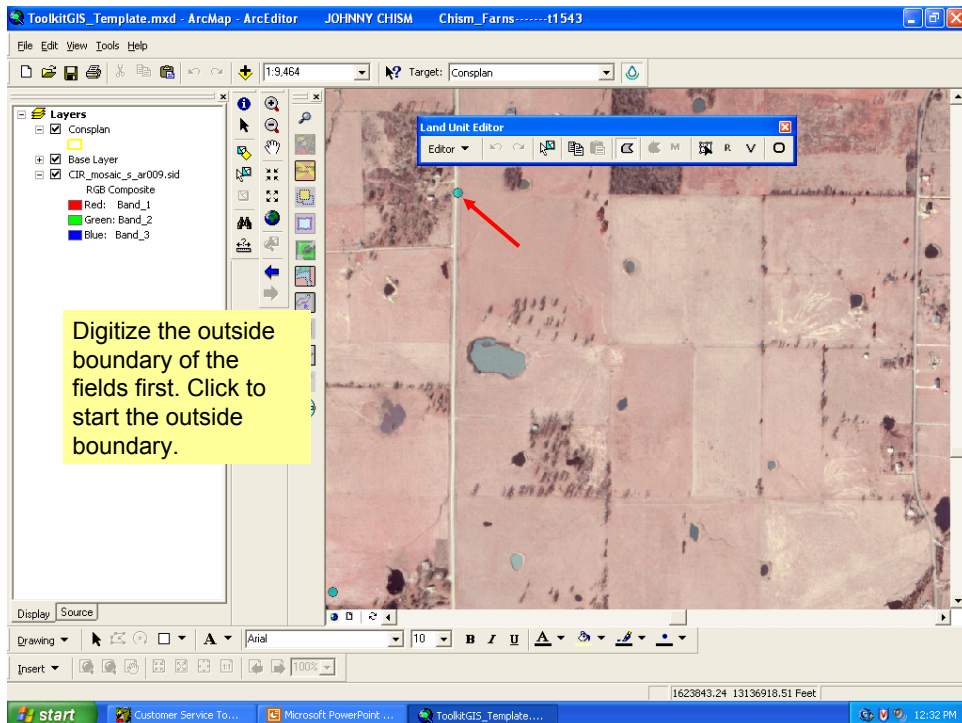 ToolkitGIS_Template.mxd - ArcMap - ArcEditor JOHNNY CHISM Chism_Farns-------t1543
File Edit View Tools Help
1:9,464 Target: Consplan
Layers
Consplan
Base Layer
CIR_mosaic_s_ar009.sid
RGB Composite
Red: Band_1
Green: Band_2
Blue: Band_3
Land Unit Editor
Editor M R V
Digitize the outside
boundary of the
fields first. Click to
start the outside
boundary.
Display Source
Drawing A Arial 10 B I U A
Insert 100%
1623843.24 13136918.51 Feet
start Customer Service To... Microsoft PowerPoint ... ToolkitGIS_Template.... 12:32 PM